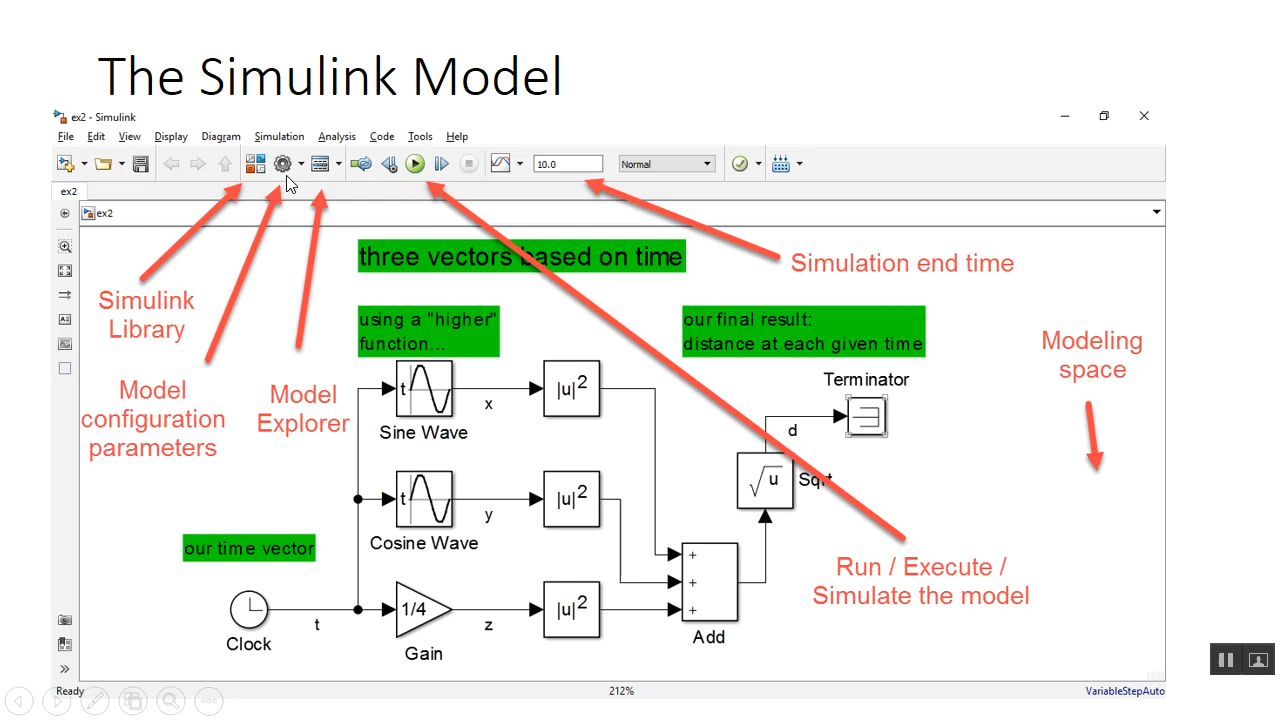 The Simulink Model
ex2 - Simulink
File Edit View Display Diagram Simulation Analysis Code Tools Help
10.0
Normal
ex2
ex2
three vectors based on time
Simulation end time
Simulink
Library
using a "higher"
function...
our final result:
distance at each given time
Modeling
space
Model
configuration
parameters
Model
Explorer
Terminator
t
x
|u|2
Sine Wave
d
√u
Sqrt
t
y
|u|2
Cosine Wave
our time vector
Run / Execute /
Simulate the model
+
+
+
Add
Clock
t
1/4
z
|u|2
Gain
Ready
212%
VariableStepAuto